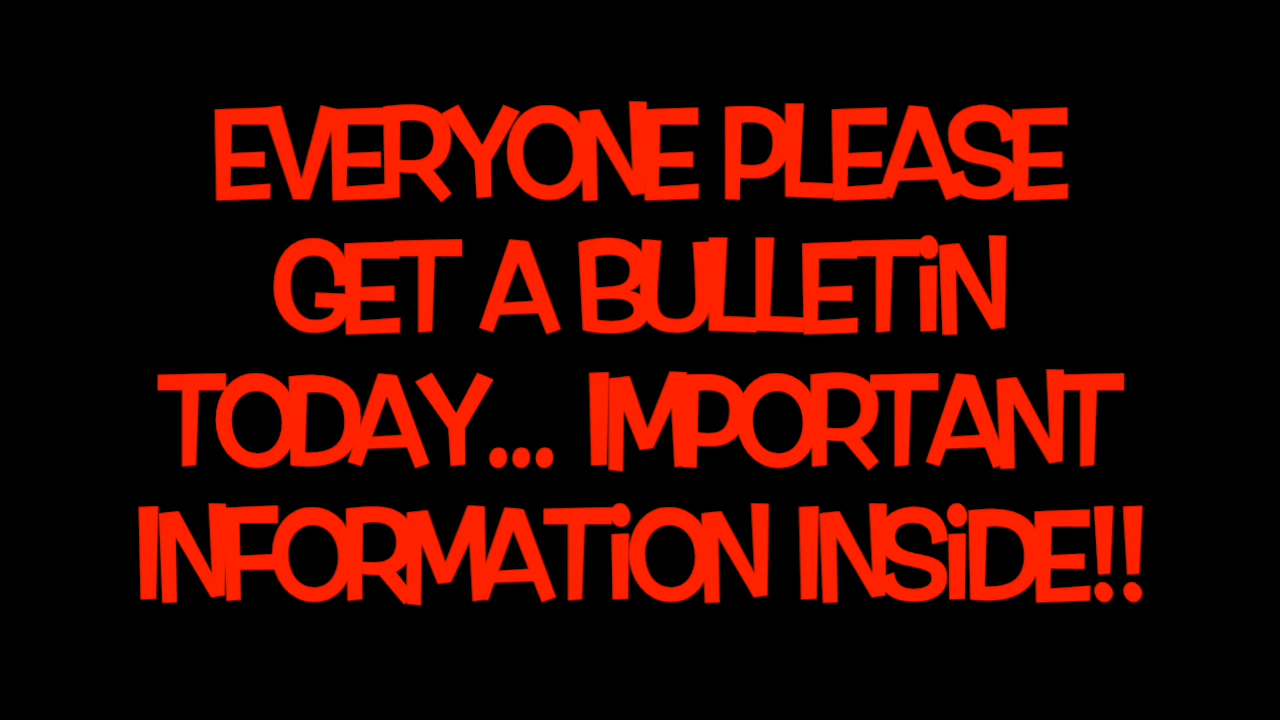 EVERYONE PLEASE
GET A BULLETiN
TODAY... IMPORTANT
INFORMATiON INSiDE!!